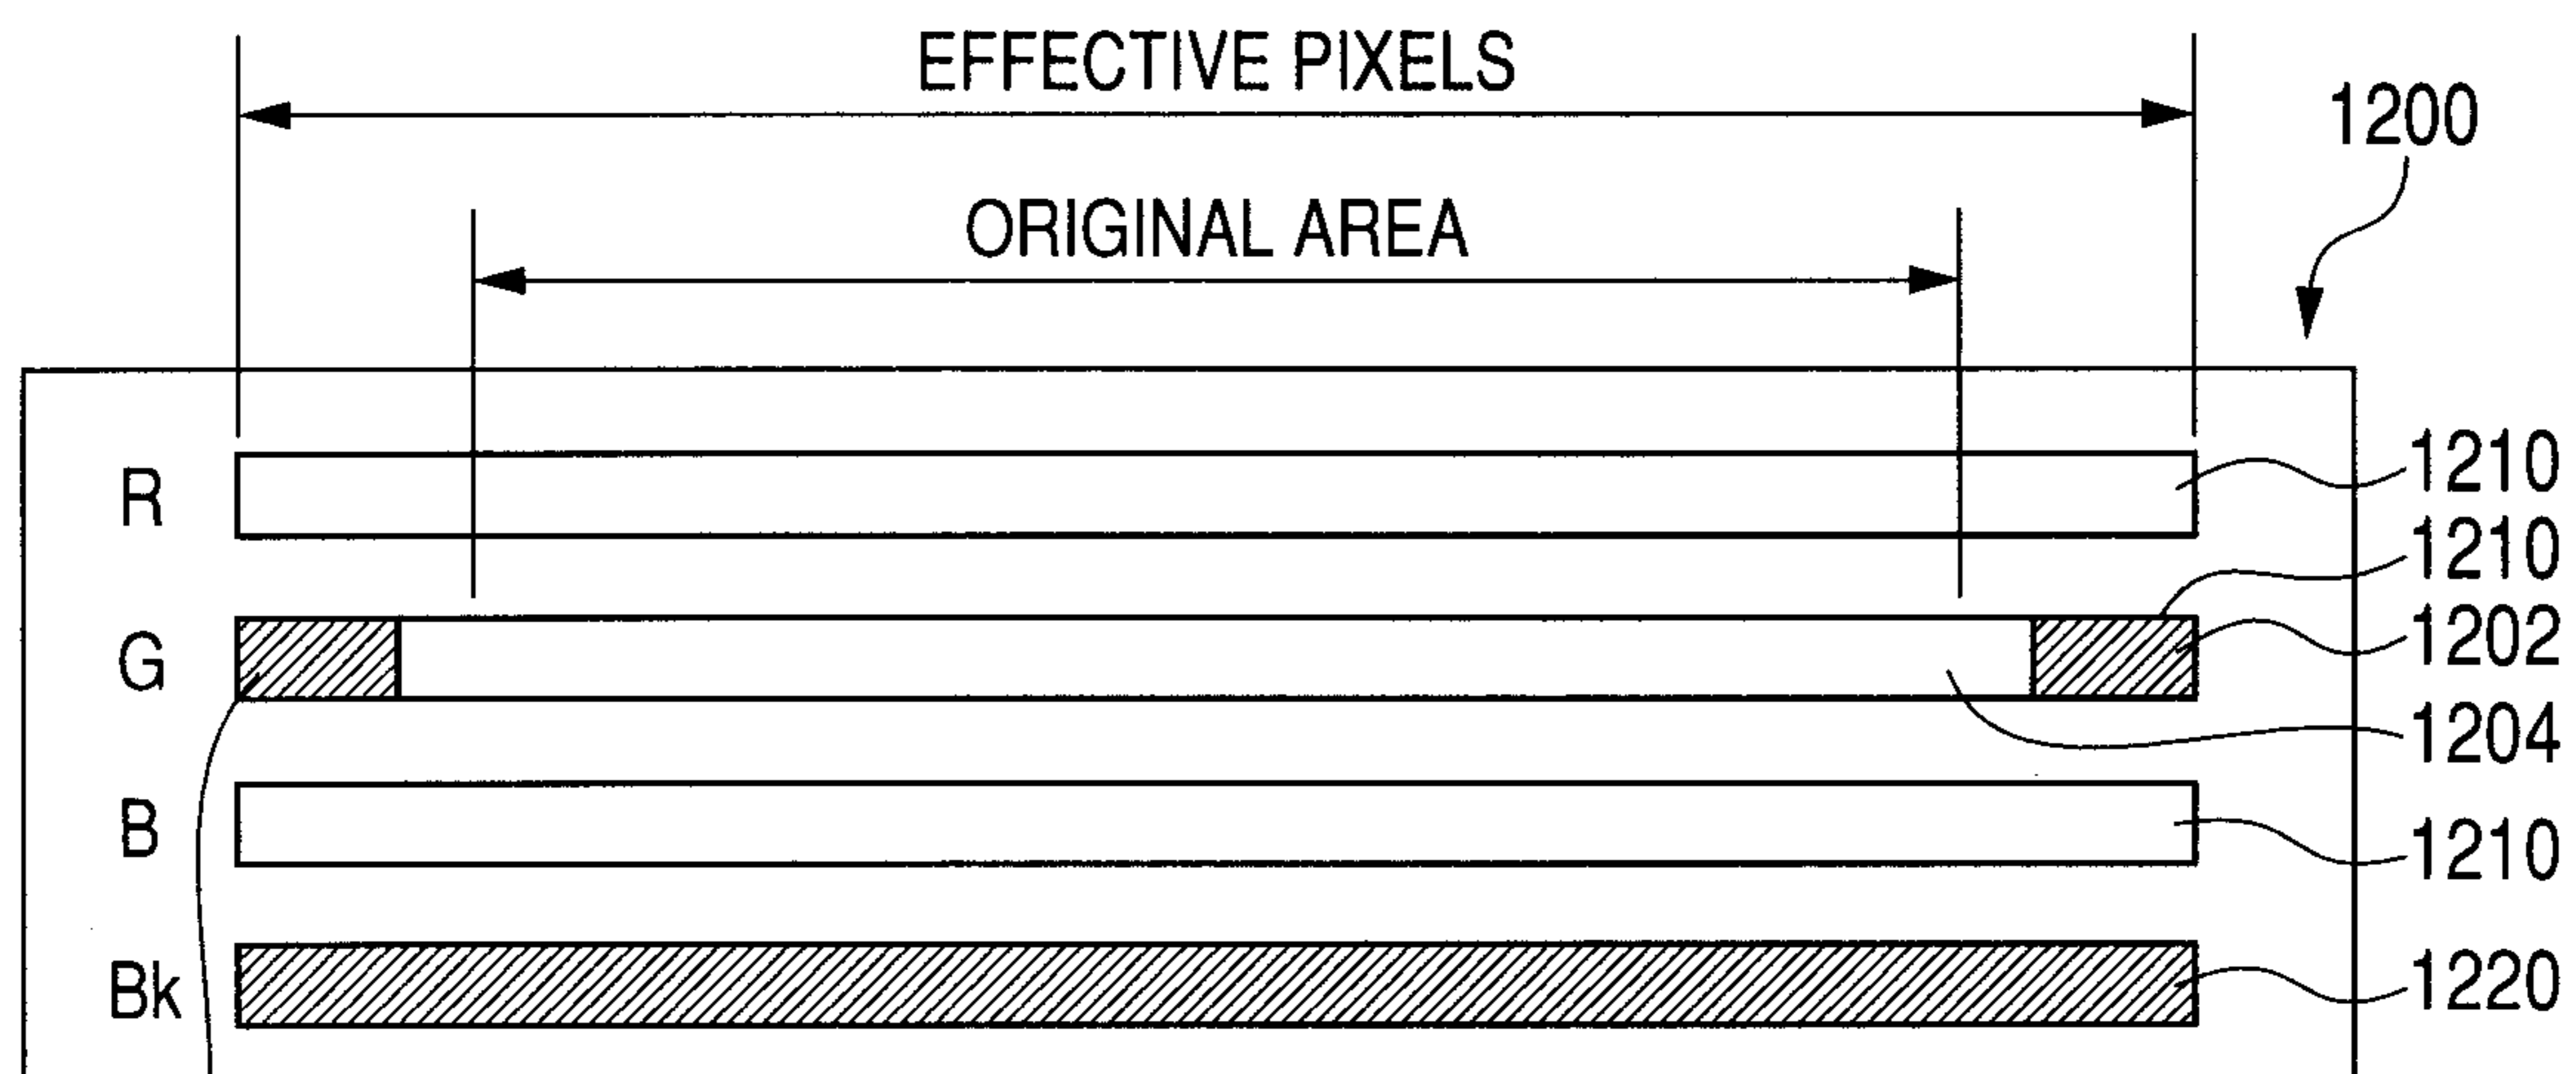 EFFECTIVE PIXELS
1200
ORIGINAL AREA
R
1210
1210
G
1202
1204
B
1210
Bk
1220